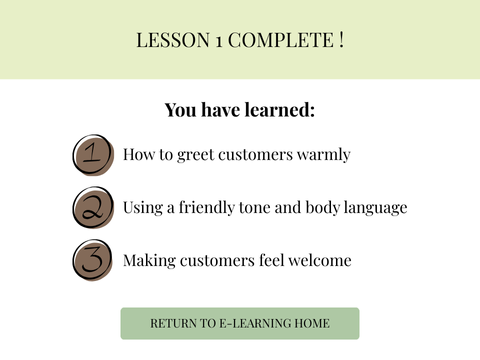 LESSON 1 COMPLETE !
You have learned:
1 How to greet customers warmly
2 Using a friendly tone and body language
3 Making customers feel welcome
RETURN TO E-LEARNING HOME